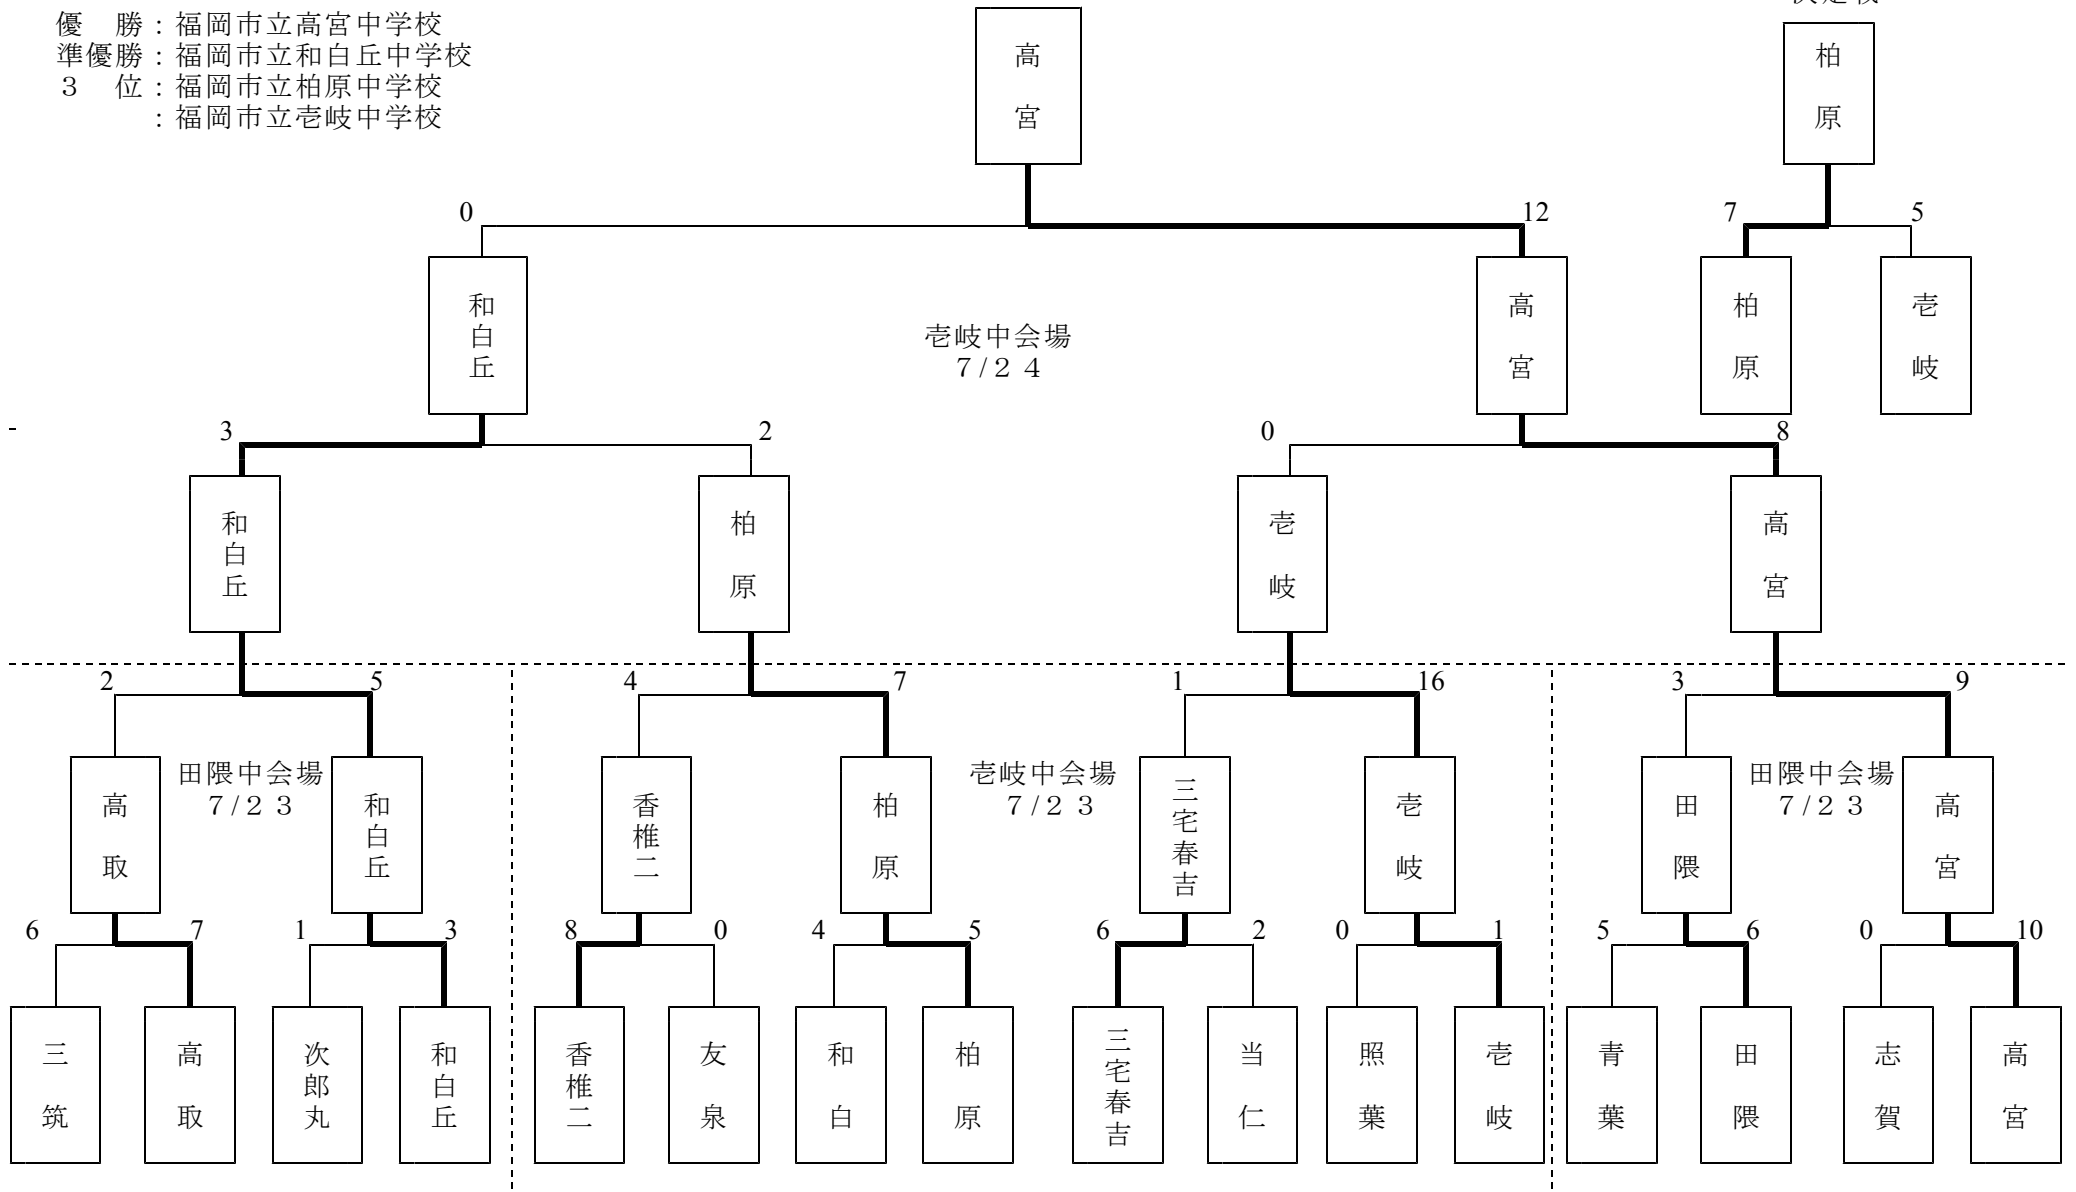 優　勝：福岡市立高宮中学校
準優勝：福岡市立和白丘中学校
３　位：福岡市立柏原中学校
：福岡市立壱岐中学校
高宮
柏原
0
12
7
5
和白丘
高宮
柏原
壱岐
壱岐中会場
７/２４
3
2
0
8
和白丘
柏原
壱岐
高宮
2
5
4
7
1
16
3
9
高取
田隈中会場
７/２３
和白丘
香椎二
柏原
壱岐中会場
７/２３
三宅春吉
壱岐
田隈
田隈中会場
７/２３
高宮
6
7
1
3
8
0
4
5
6
2
0
1
5
6
0
10
三筑
高取
次郎丸
和白丘
香椎二
友泉
和白
柏原
三宅春吉
当仁
照葉
壱岐
青葉
田隈
志賀
高宮